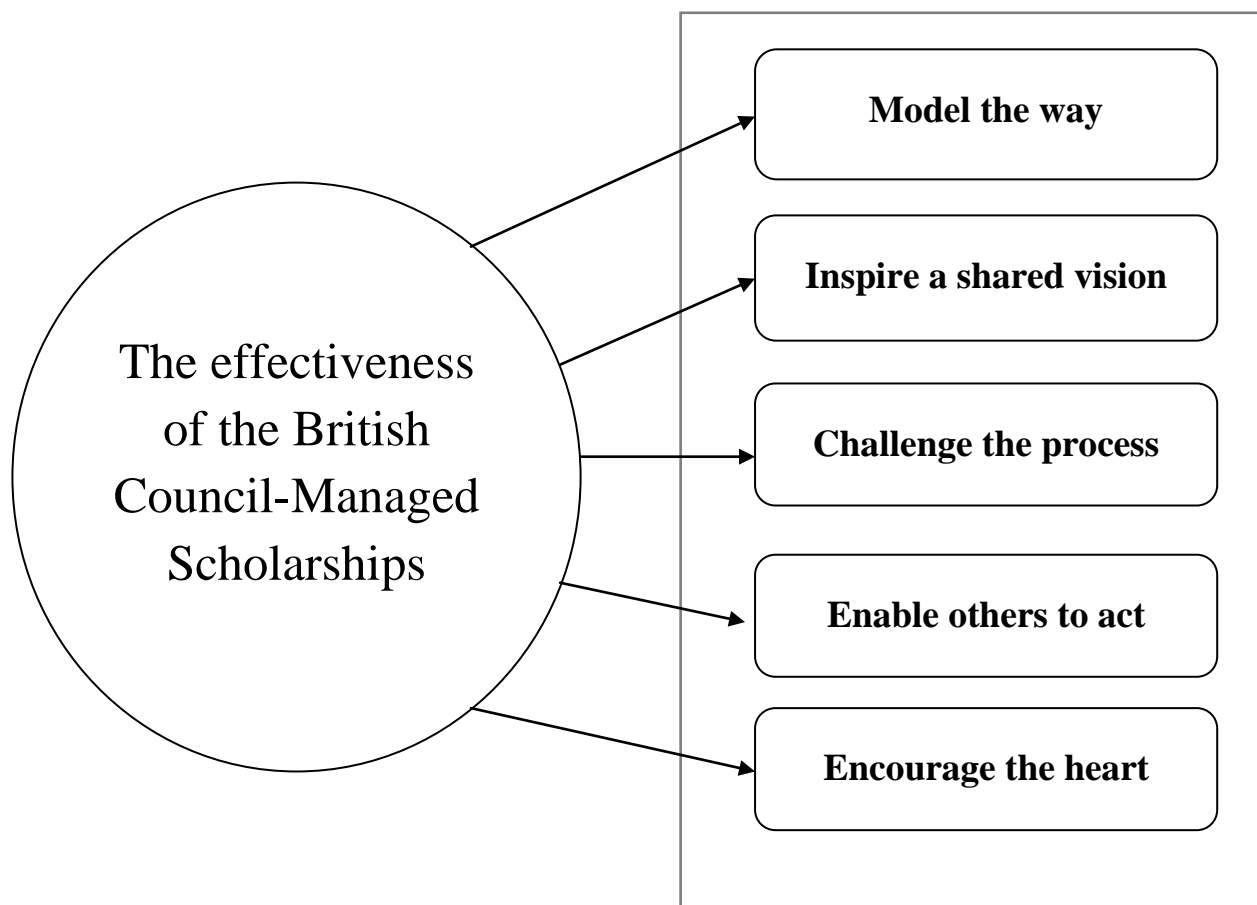 The effectiveness
of the British
Council-Managed
Scholarships
Model the way
Inspire a shared vision
Challenge the process
Enable others to act
Encourage the heart